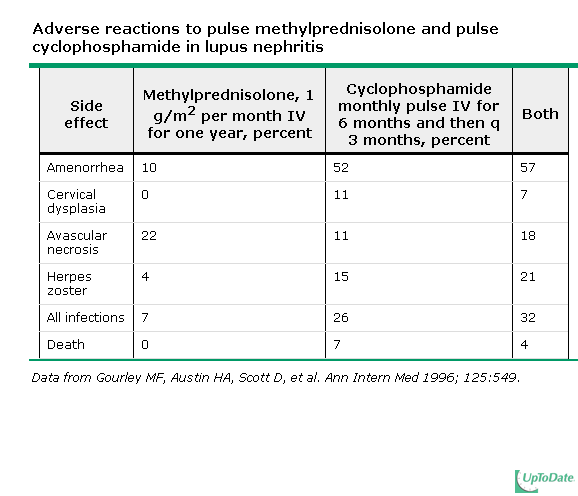 Adverse reactions to pulse methylprednisolone and pulse
cyclophosphamide in lupus nephritis
Side
effect
Methylprednisolone, 1
g/m2 per month IV
for one year, percent
Cyclophosphamide
monthly pulse IV for
6 months and then q
3 months, percent
Both
Amenorrhea 10 52 57
Cervical
dysplasia 0 11 7
Avascular
necrosis 22 11 18
Herpes
zoster 4 15 21
All infections 7 26 32
Death 0 7 4
Data from Gourley MF, Austin HA, Scott D, et al. Ann Intern Med 1996; 125:549.
UpToDate